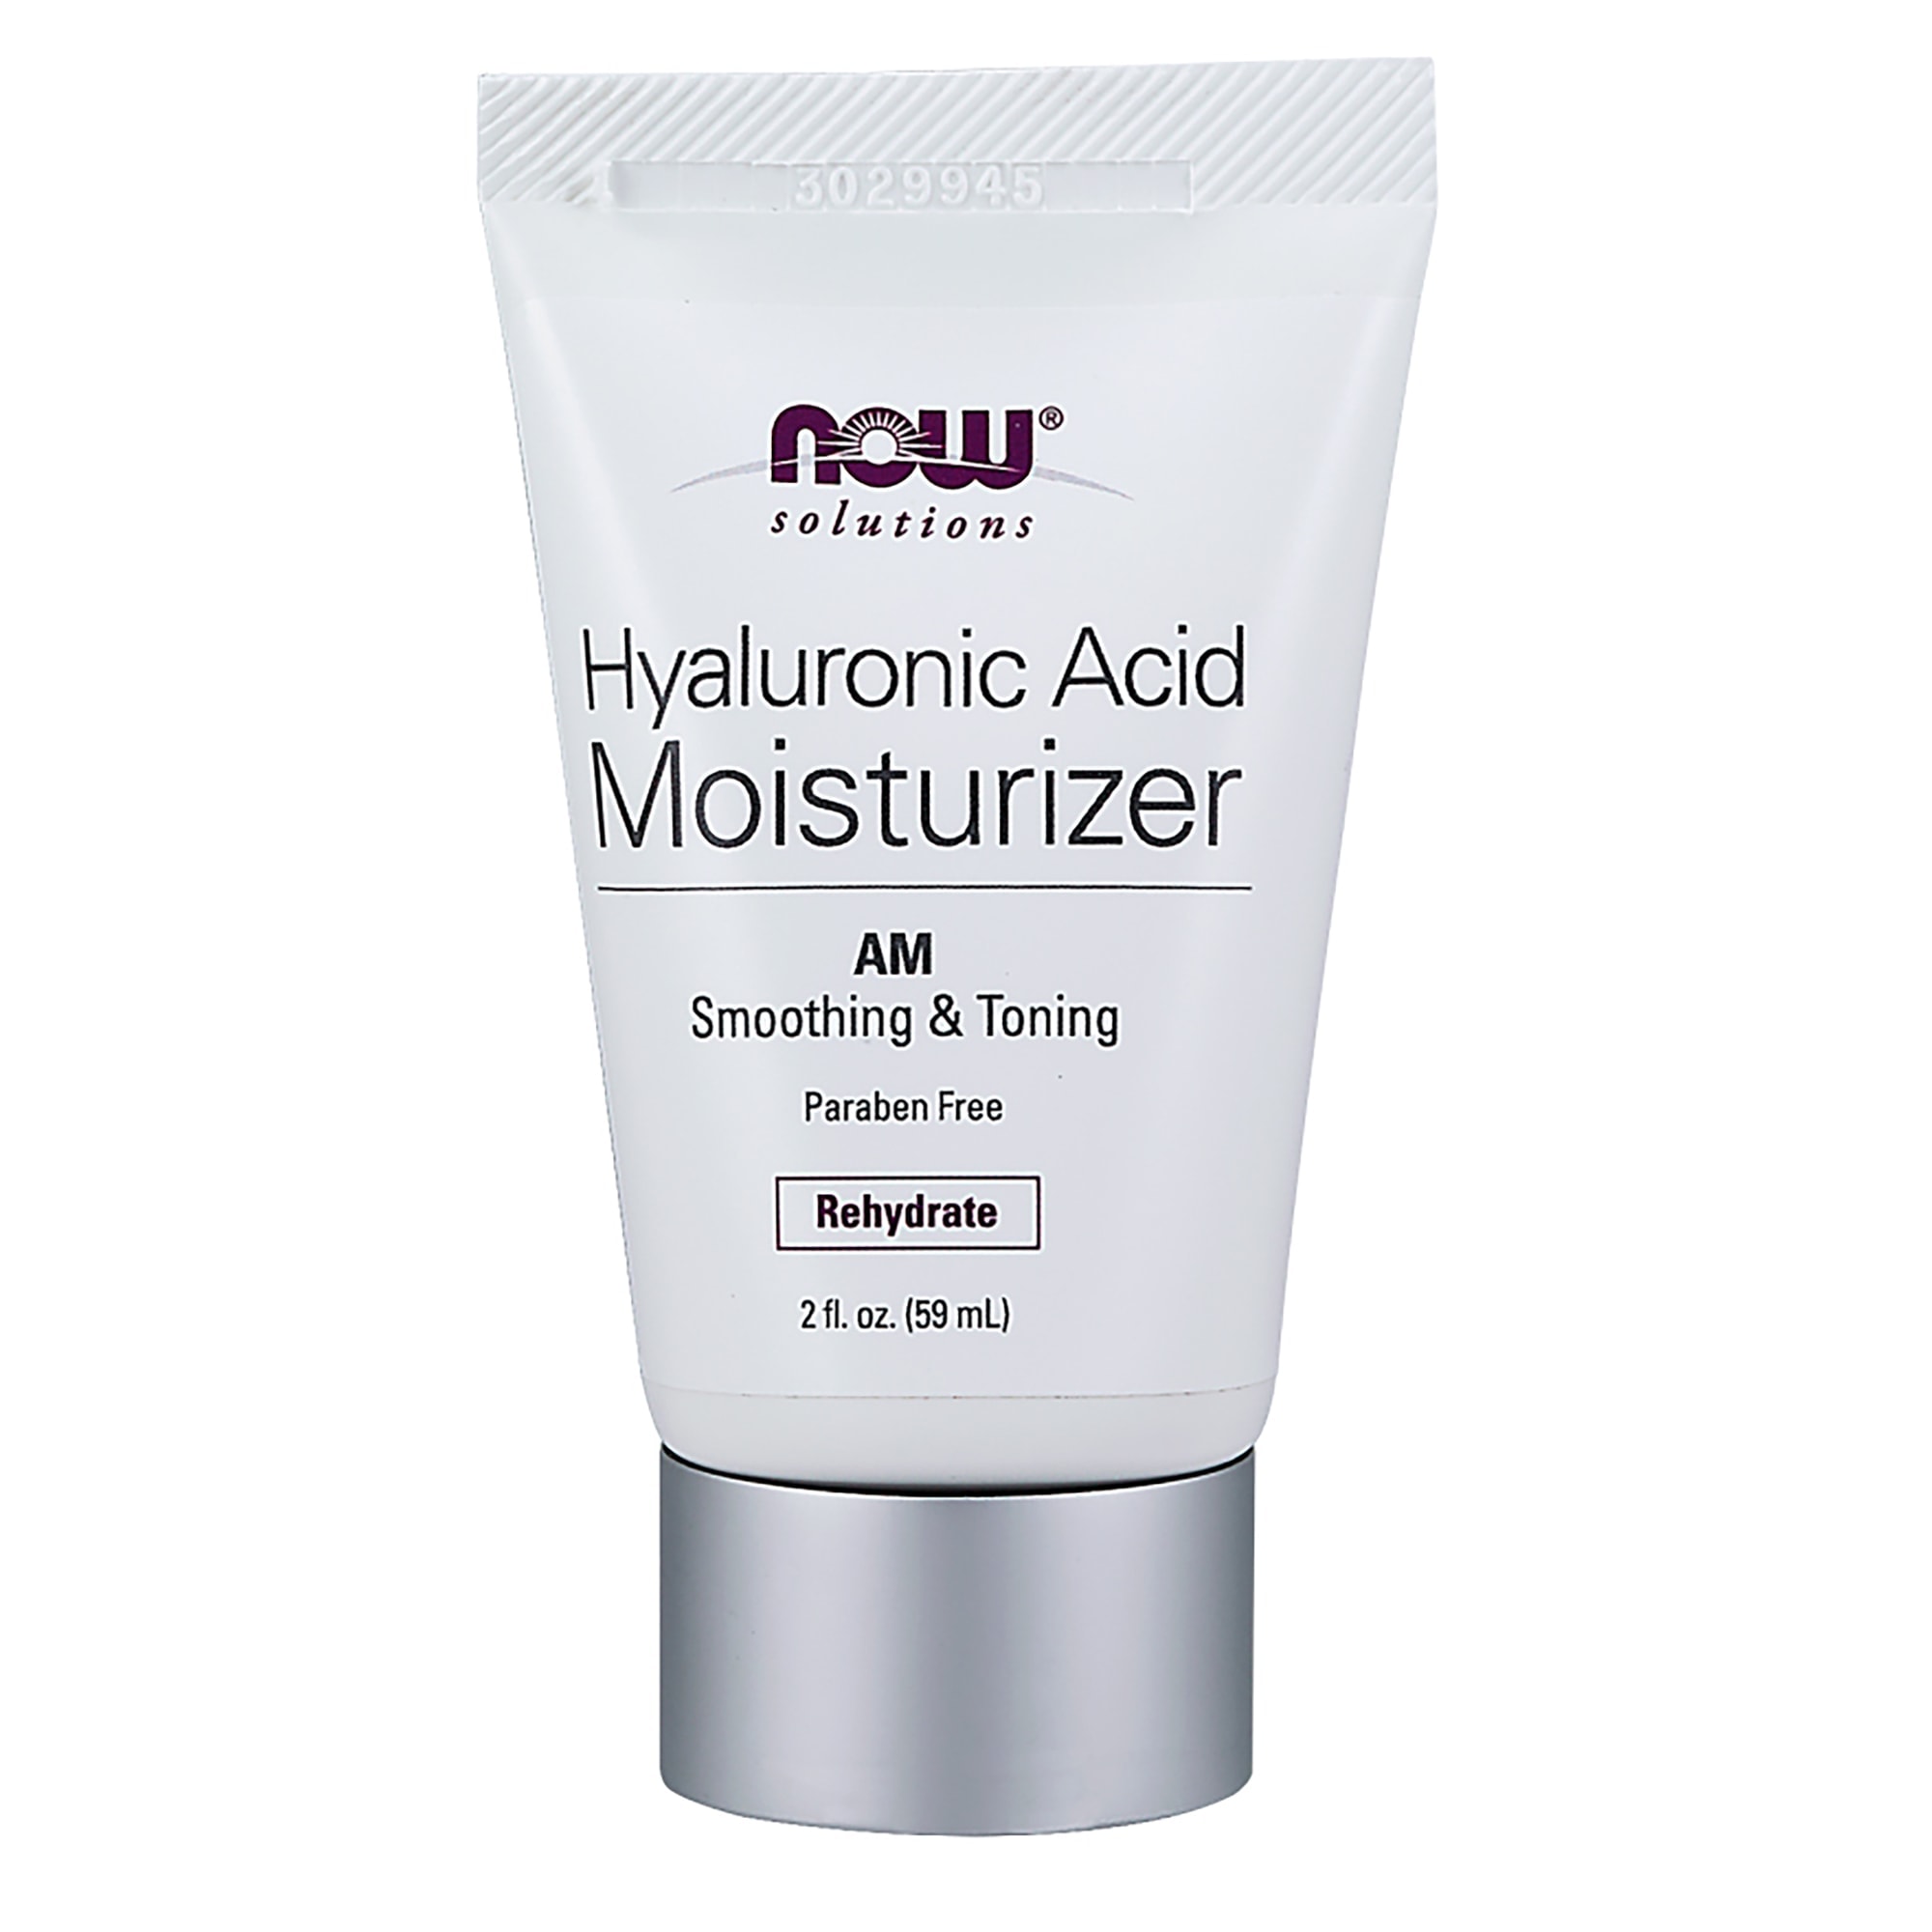 3029945
now®
solutions
Hyaluronic Acid
Moisturizer
AM
Smoothing & Toning
Paraben Free
Rehydrate
2 fl. oz. (59 mL)